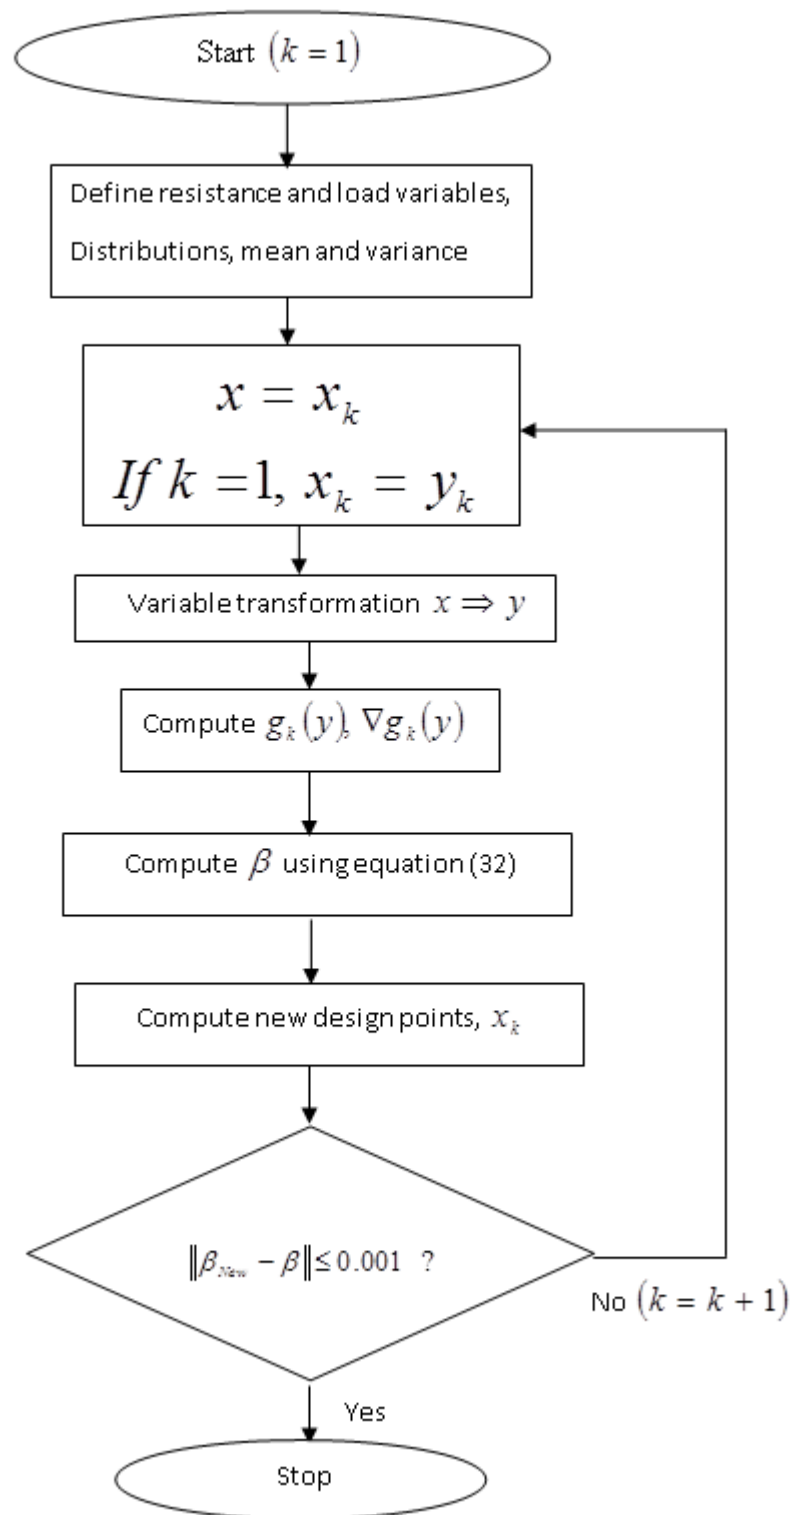 Start (k = 1)
Define resistance and load variables,
Distributions, mean and variance
x = x_k
If k = 1, x_k = y_k
Variable transformation x ⇒ y
Compute g_k(y), ∇g_k(y)
Compute β using equation (32)
Compute new design points, x_k
‖β_New − β‖ ≤ 0.001 ?
No (k = k + 1)
Yes
Stop